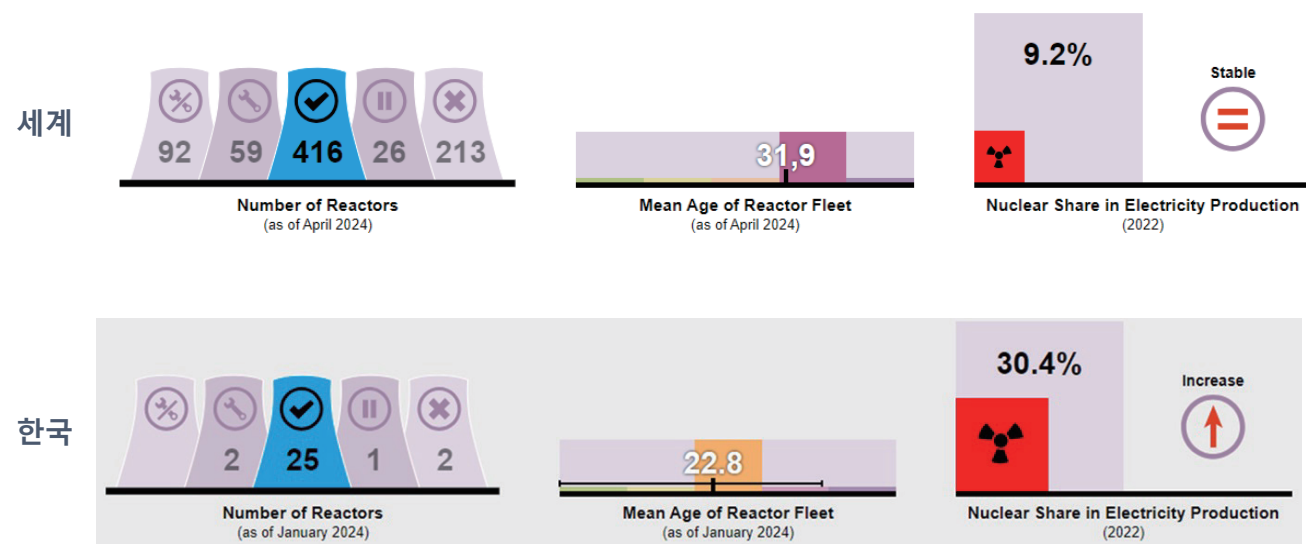 세계
92 59 416 26 213
Number of Reactors
(as of April 2024)
31,9
Mean Age of Reactor Fleet
(as of April 2024)
9.2%
Stable
Nuclear Share in Electricity Production
(2022)
한국
2 25 1 2
Number of Reactors
(as of January 2024)
22.8
Mean Age of Reactor Fleet
(as of January 2024)
30.4%
Increase
Nuclear Share in Electricity Production
(2022)